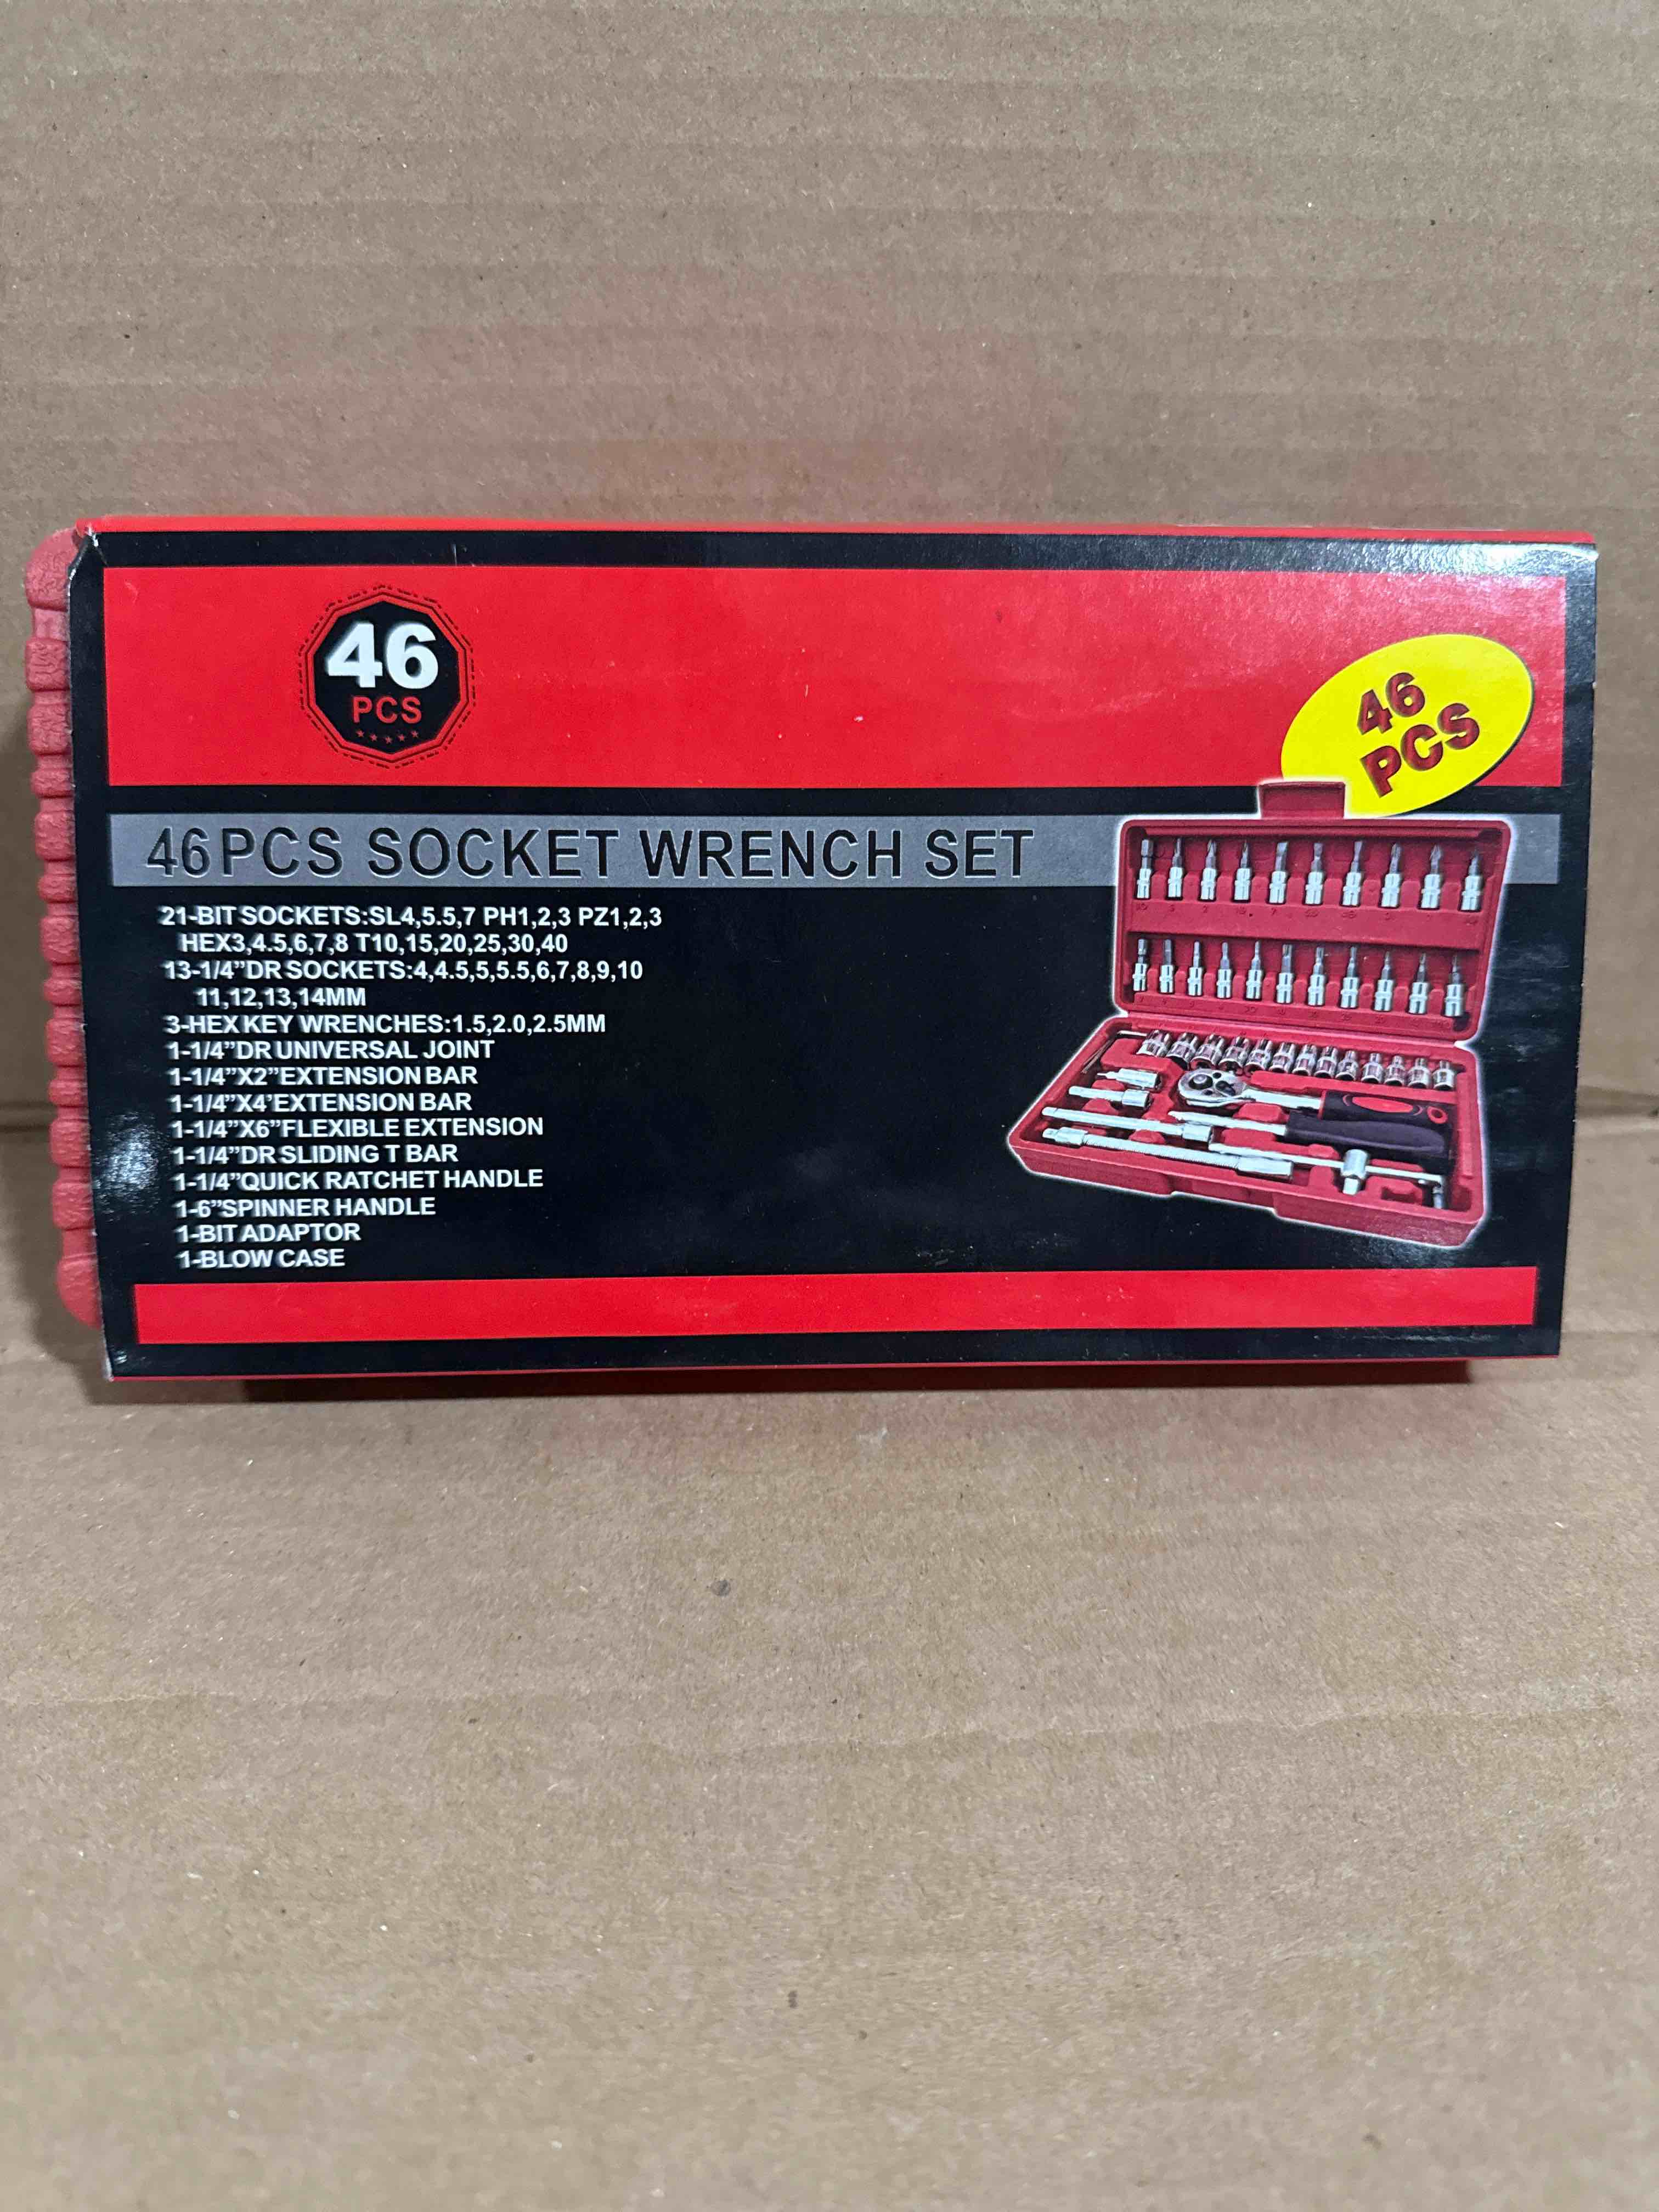 46
PCS
46
PCS
46PCS SOCKET WRENCH SET
21-BIT SOCKETS:SL4,5.5,7 PH1,2,3 PZ1,2,3
HEX3,4.5,6,7,8 T10,15,20,25,30,40
13-1/4”DR SOCKETS:4,4.5,5,5.5,6,7,8,9,10
11,12,13,14MM
3-HEX KEY WRENCHES:1.5,2.0,2.5MM
1-1/4”DR UNIVERSAL JOINT
1-1/4”X2”EXTENSION BAR
1-1/4”X4’EXTENSION BAR
1-1/4”X6”FLEXIBLE EXTENSION
1-1/4”DR SLIDING T BAR
1-1/4”QUICK RATCHET HANDLE
1-6”SPINNER HANDLE
1-BIT ADAPTOR
1-BLOW CASE